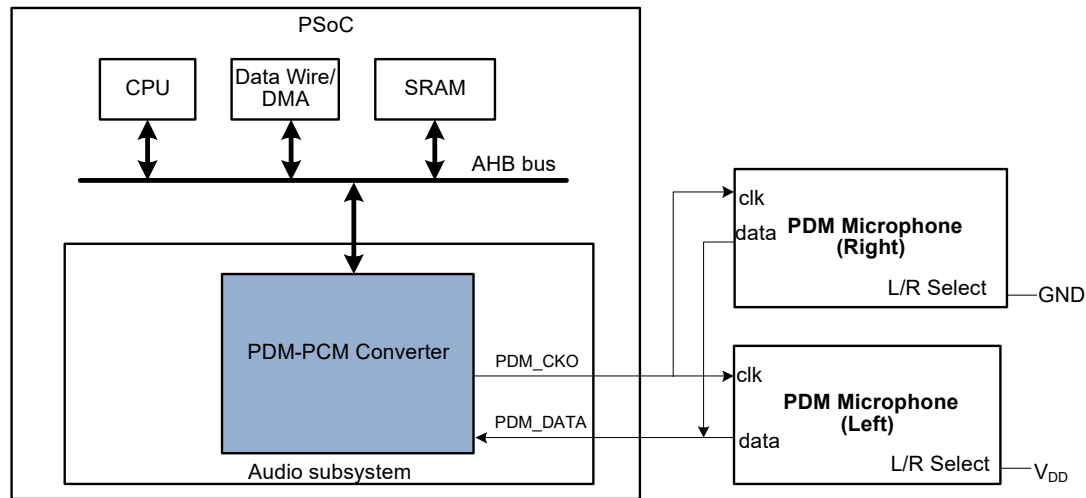 PSoC
CPU
Data Wire/
DMA
SRAM
AHB bus
PDM-PCM Converter
Audio subsystem
PDM_CKO
PDM_DATA
clk
data
PDM Microphone
(Right)
L/R Select
GND
clk
data
PDM Microphone
(Left)
L/R Select
VDD